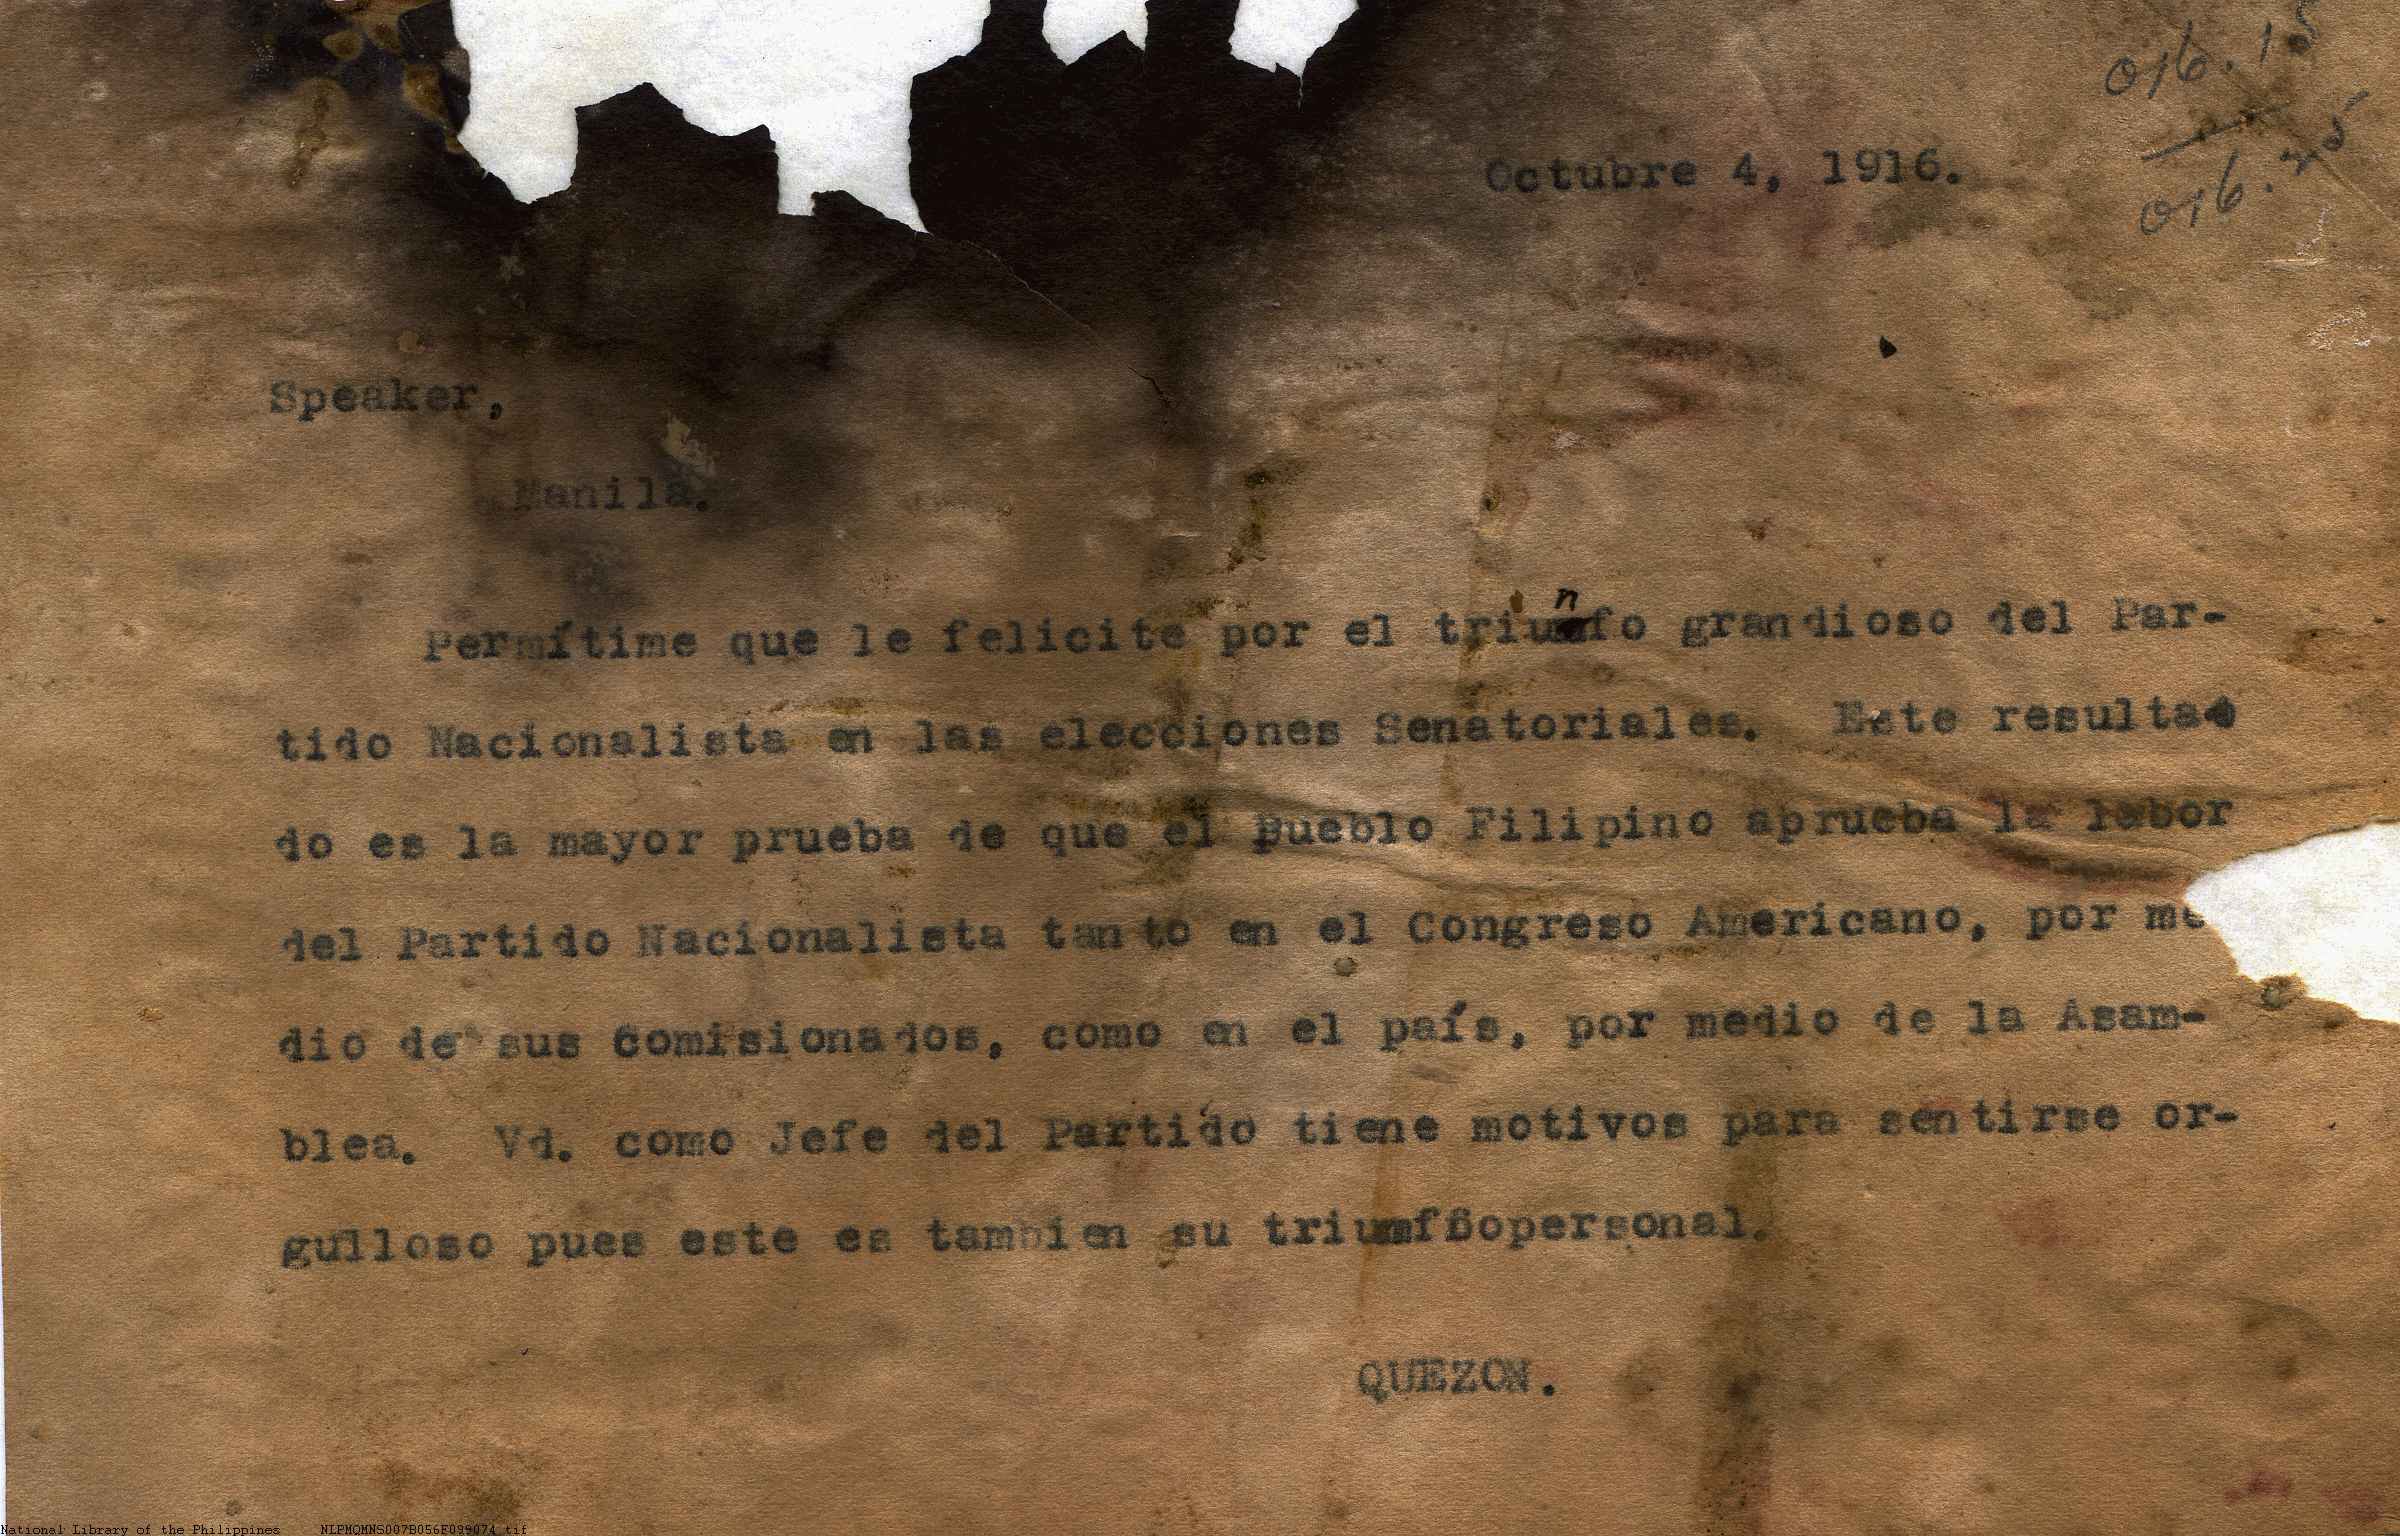 016.15
016.25
Octubre 4, 1916.
Speaker,
Manila.
Permítime que le felicite por el triunfo grandioso del Par-
tido Nacionalista en las elecciones Senatoriales. Este resulta
do es la mayor prueba de que el pueblo Filipino aprueba la labor
del Partido Nacionalista tanto en el Congreso Americano, por me
dio de sus comisionados, como en el país, por medio de la Asam-
blea. Vd. como Jefe del Partido tiene motivos para sentirse or-
gulloso pues este es tambien su personal.
QUEZON.
National Library of the Philippines NLPMQMNS007B056F099074.tif